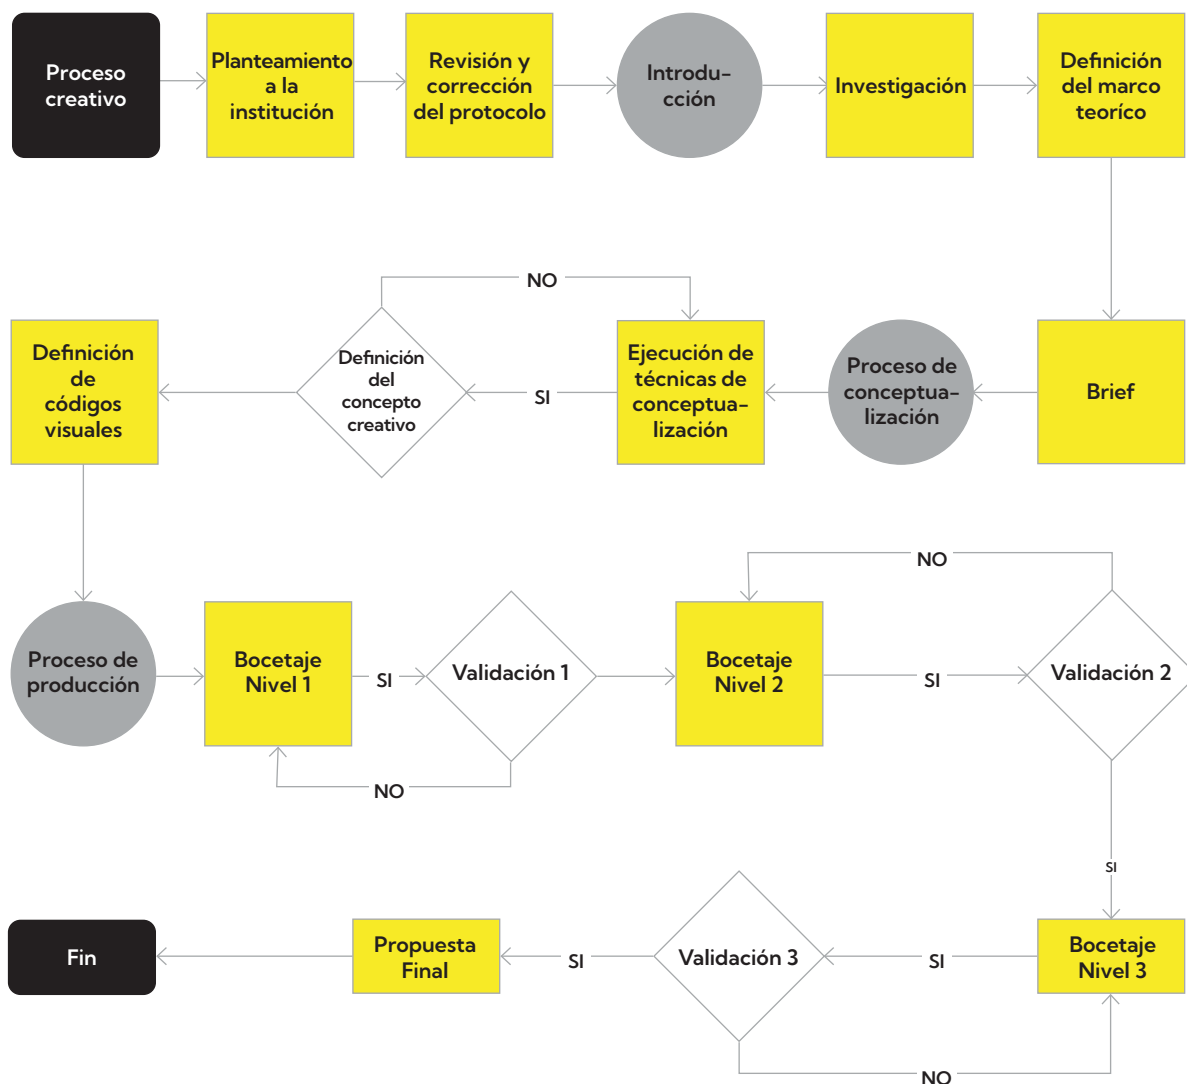 Proceso
creativo
Planteamiento
a la
institución
Revisión y
corrección
del protocolo
Introdu-
cción
Investigación
Definición
del marco
teoríco
NO
Definición
de
códigos
visuales
Definición
del
concepto
creativo
SI
Ejecución de
técnicas de
conceptua-
lización
Proceso de
conceptua-
lización
Brief
NO
Proceso de
producción
Bocetaje
Nivel 1
SI
Validación 1
NO
Bocetaje
Nivel 2
SI
Validación 2
SI
Fin
Propuesta
Final
SI
Validación 3
SI
Bocetaje
Nivel 3
NO